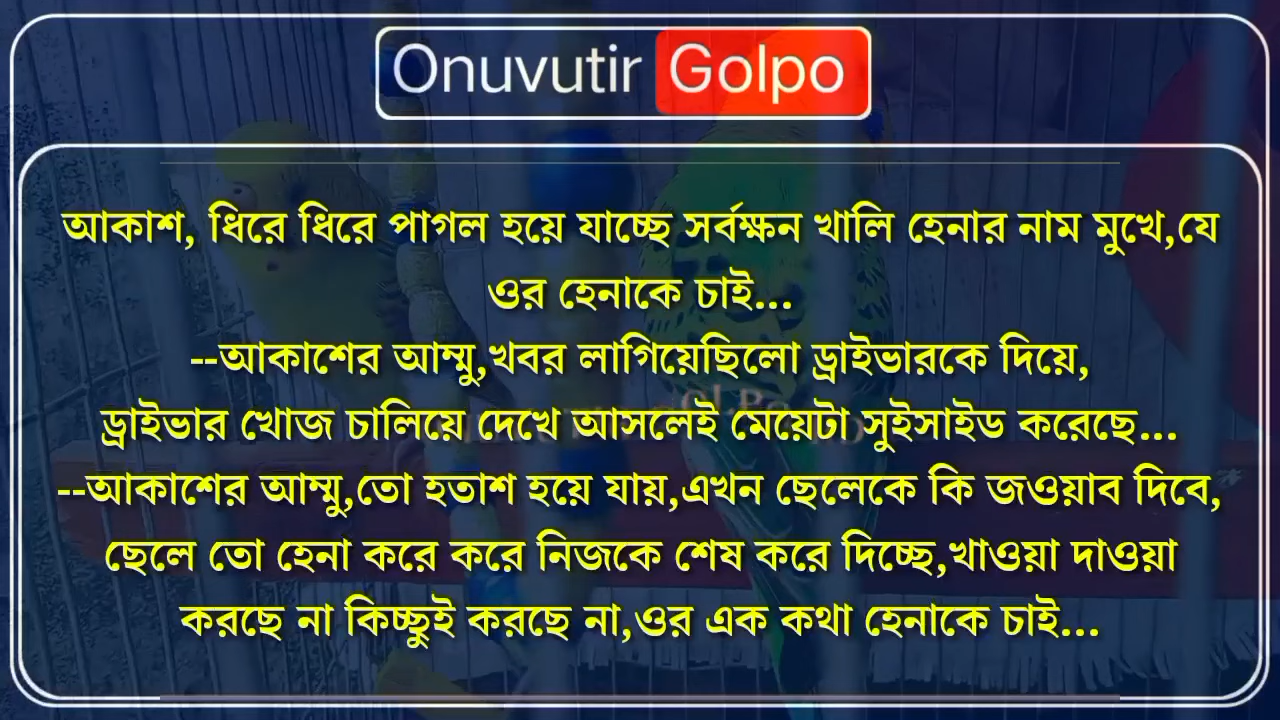 Onuvutir Golpo
আকাশ, ধিরে ধিরে পাগল হয়ে যাচ্ছে সর্বক্ষন খালি হেনার নাম মুখে,যে
ওর হেনাকে চাই...
--আকাশের আম্মু,খবর লাগিয়েছিলো ড্রাইভারকে দিয়ে,
ড্রাইভার খোজ চালিয়ে দেখে আসলেই মেয়েটা সুইসাইড করেছে...
--আকাশের আম্মু,তো হতাশ হয়ে যায়,এখন ছেলেকে কি জওয়াব দিবে,
ছেলে তো হেনা করে করে নিজকে শেষ করে দিচ্ছে,খাওয়া দাওয়া
করছে না কিচ্ছুই করছে না,ওর এক কথা হেনাকে চাই...